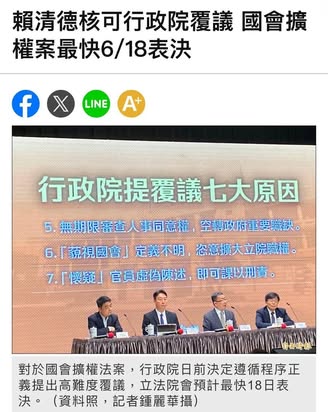 賴清德核可行政院覆議 國會擴
權案最快6/18表決
LINE
A+
行政院提覆議七大原因
5. 無期限審查人事同意權，空轉政府重要職缺。
6.「藐視國會」定義不明，恣意擴大立院職權。
7.「懷疑」官員虛偽陳述，即可課以刑責。
對於國會擴權法案，行政院日前決定遵循程序正
義提出高難度覆議，立法院會預計最快18日表
決。（資料照，記者鍾麗華攝）